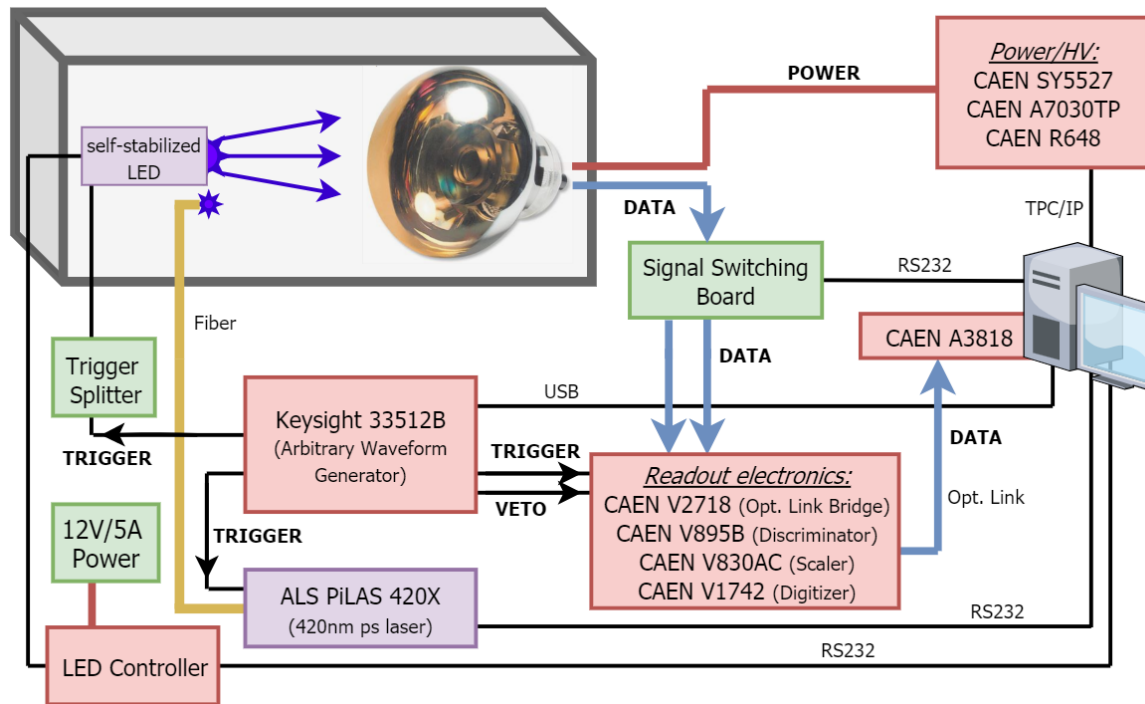 Power/HV:
CAEN SY5527
CAEN A7030TP
CAEN R648
POWER
self-stabilized
LED
DATA
TPC/IP
Signal Switching
Board
RS232
Fiber
CAEN A3818
DATA
Trigger
Splitter
USB
Keysight 33512B
(Arbitrary Waveform
Generator)
TRIGGER
TRIGGER
VETO
Readout electronics:
CAEN V2718 (Opt. Link Bridge)
CAEN V895B (Discriminator)
CAEN V830AC (Scaler)
CAEN V1742 (Digitizer)
DATA
Opt. Link
12V/5A
Power
TRIGGER
ALS PiLAS 420X
(420nm ps laser)
RS232
LED Controller
RS232